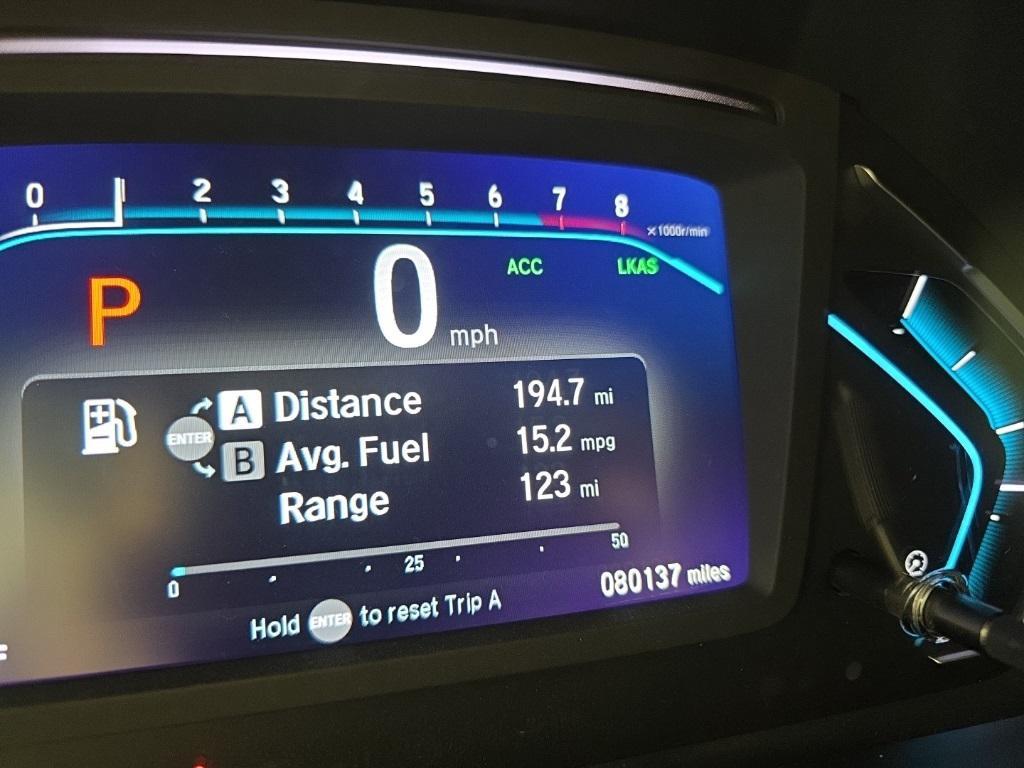 0 2 3 4 5 6 7 8
×1000r/min
ACC LKAS
P 0 mph
A Distance 194.7 mi
ENTER
B Avg. Fuel 15.2 mpg
Range 123 mi
0 25 50
080137 miles
Hold ENTER to reset Trip A